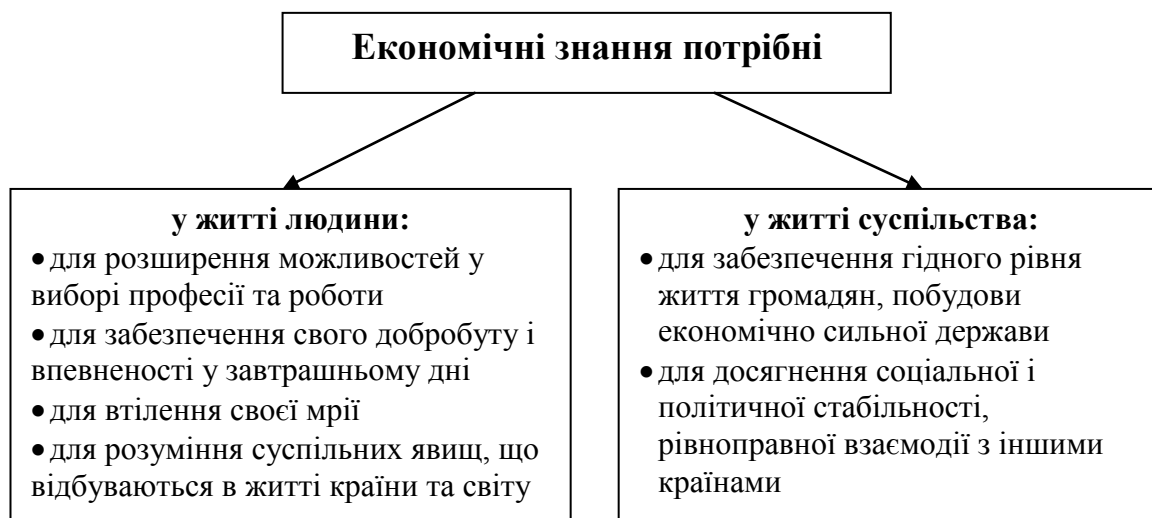 Економічні знання потрібні
у житті людини:
• для розширення можливостей у
виборі професії та роботи
• для забезпечення свого добробуту і
впевненості у завтрашньому дні
• для втілення своєї мрії
• для розуміння суспільних явищ, що
відбуваються в житті країни та світу
у житті суспільства:
• для забезпечення гідного рівня
життя громадян, побудови
економічно сильної держави
• для досягнення соціальної і
політичної стабільності,
рівноправної взаємодії з іншими
країнами